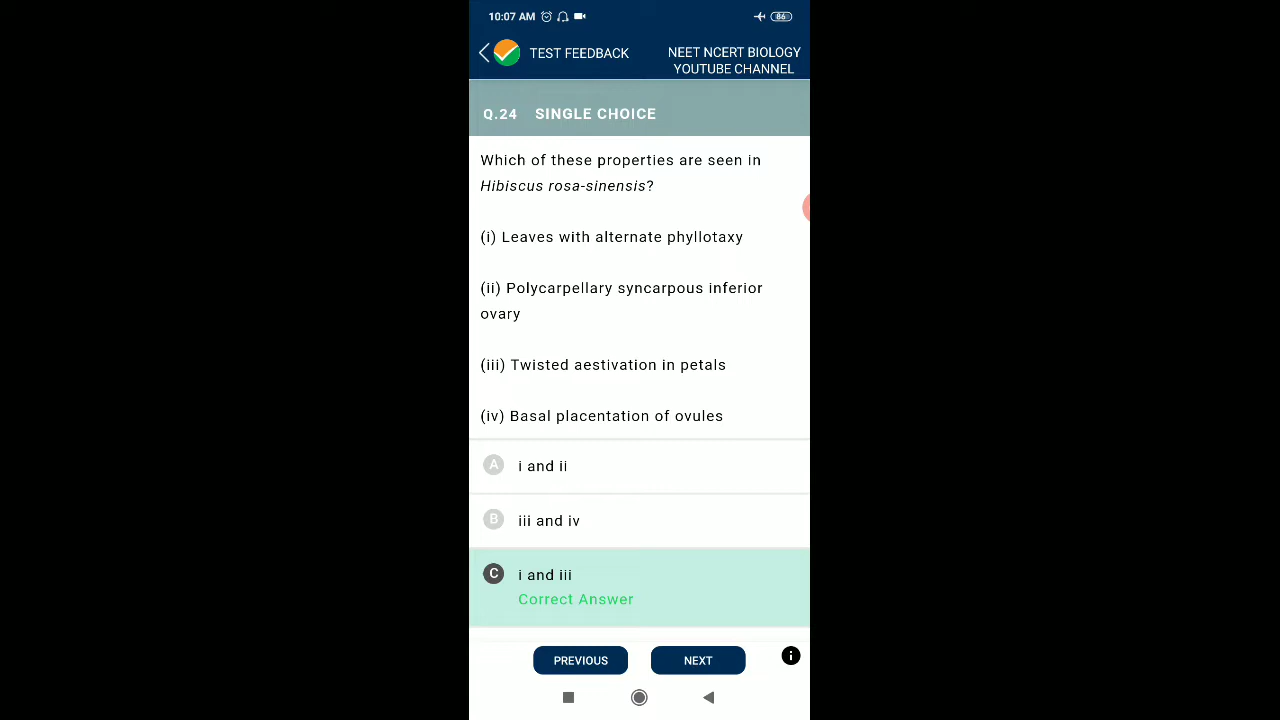 10:07 AM
86
TEST FEEDBACK
NEET NCERT BIOLOGY
YOUTUBE CHANNEL
Q.24 SINGLE CHOICE
Which of these properties are seen in
Hibiscus rosa-sinensis?
(i) Leaves with alternate phyllotaxy
(ii) Polycarpellary syncarpous inferior
ovary
(iii) Twisted aestivation in petals
(iv) Basal placentation of ovules
A i and ii
B iii and iv
C i and iii
Correct Answer
PREVIOUS
NEXT
i